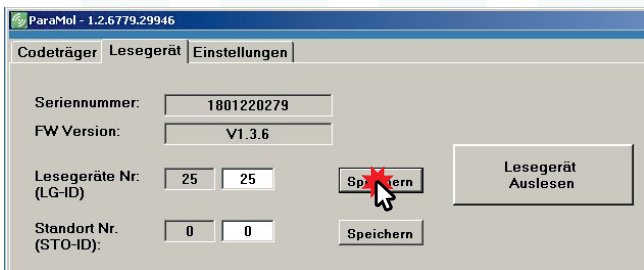 ParaMol - 1.2.6779.29946
Codeträger Lesegerät Einstellungen
Seriennummer: 1801220279
FW Version: V1.3.6
Lesegeräte Nr: 25 25
(LG-ID)
Lesegerät
Auslesen
Standort Nr. 0 0 Speichern
(STO-ID):